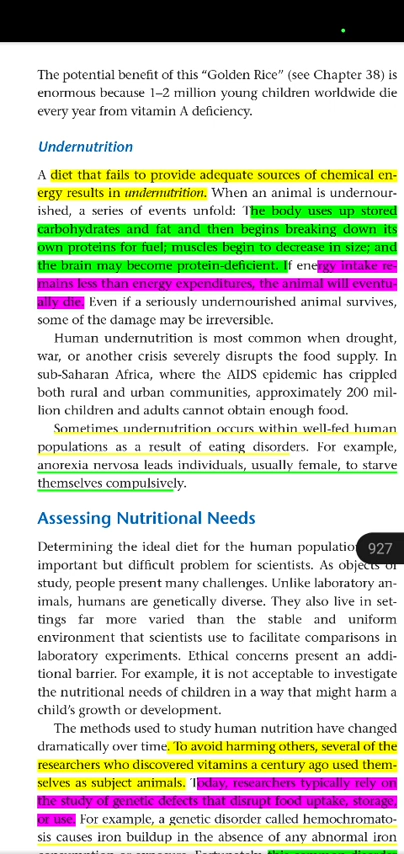 The potential benefit of this “Golden Rice” (see Chapter 38) is
enormous because 1–2 million young children worldwide die
every year from vitamin A deficiency.
Undernutrition
A diet that fails to provide adequate sources of chemical en-
ergy results in undernutrition. When an animal is undernour-
ished, a series of events unfold: The body uses up stored
carbohydrates and fat and then begins breaking down its
own proteins for fuel; muscles begin to decrease in size; and
the brain may become protein-deficient. If energy intake re-
mains less than energy expenditures, the animal will eventu-
ally die. Even if a seriously undernourished animal survives,
some of the damage may be irreversible.
Human undernutrition is most common when drought,
war, or another crisis severely disrupts the food supply. In
sub-Saharan Africa, where the AIDS epidemic has crippled
both rural and urban communities, approximately 200 mil-
lion children and adults cannot obtain enough food.
Sometimes undernutrition occurs within well-fed human
populations as a result of eating disorders. For example,
anorexia nervosa leads individuals, usually female, to starve
themselves compulsively.
Assessing Nutritional Needs
Determining the ideal diet for the human populatio
927
important but difficult problem for scientists. As objects of
study, people present many challenges. Unlike laboratory an-
imals, humans are genetically diverse. They also live in set-
tings far more varied than the stable and uniform
environment that scientists use to facilitate comparisons in
laboratory experiments. Ethical concerns present an addi-
tional barrier. For example, it is not acceptable to investigate
the nutritional needs of children in a way that might harm a
child’s growth or development.
The methods used to study human nutrition have changed
dramatically over time. To avoid harming others, several of the
researchers who discovered vitamins a century ago used them-
selves as subject animals. Today, researchers typically rely on
the study of genetic defects that disrupt food uptake, storage,
or use. For example, a genetic disorder called hemochromato-
sis causes iron buildup in the absence of any abnormal iron